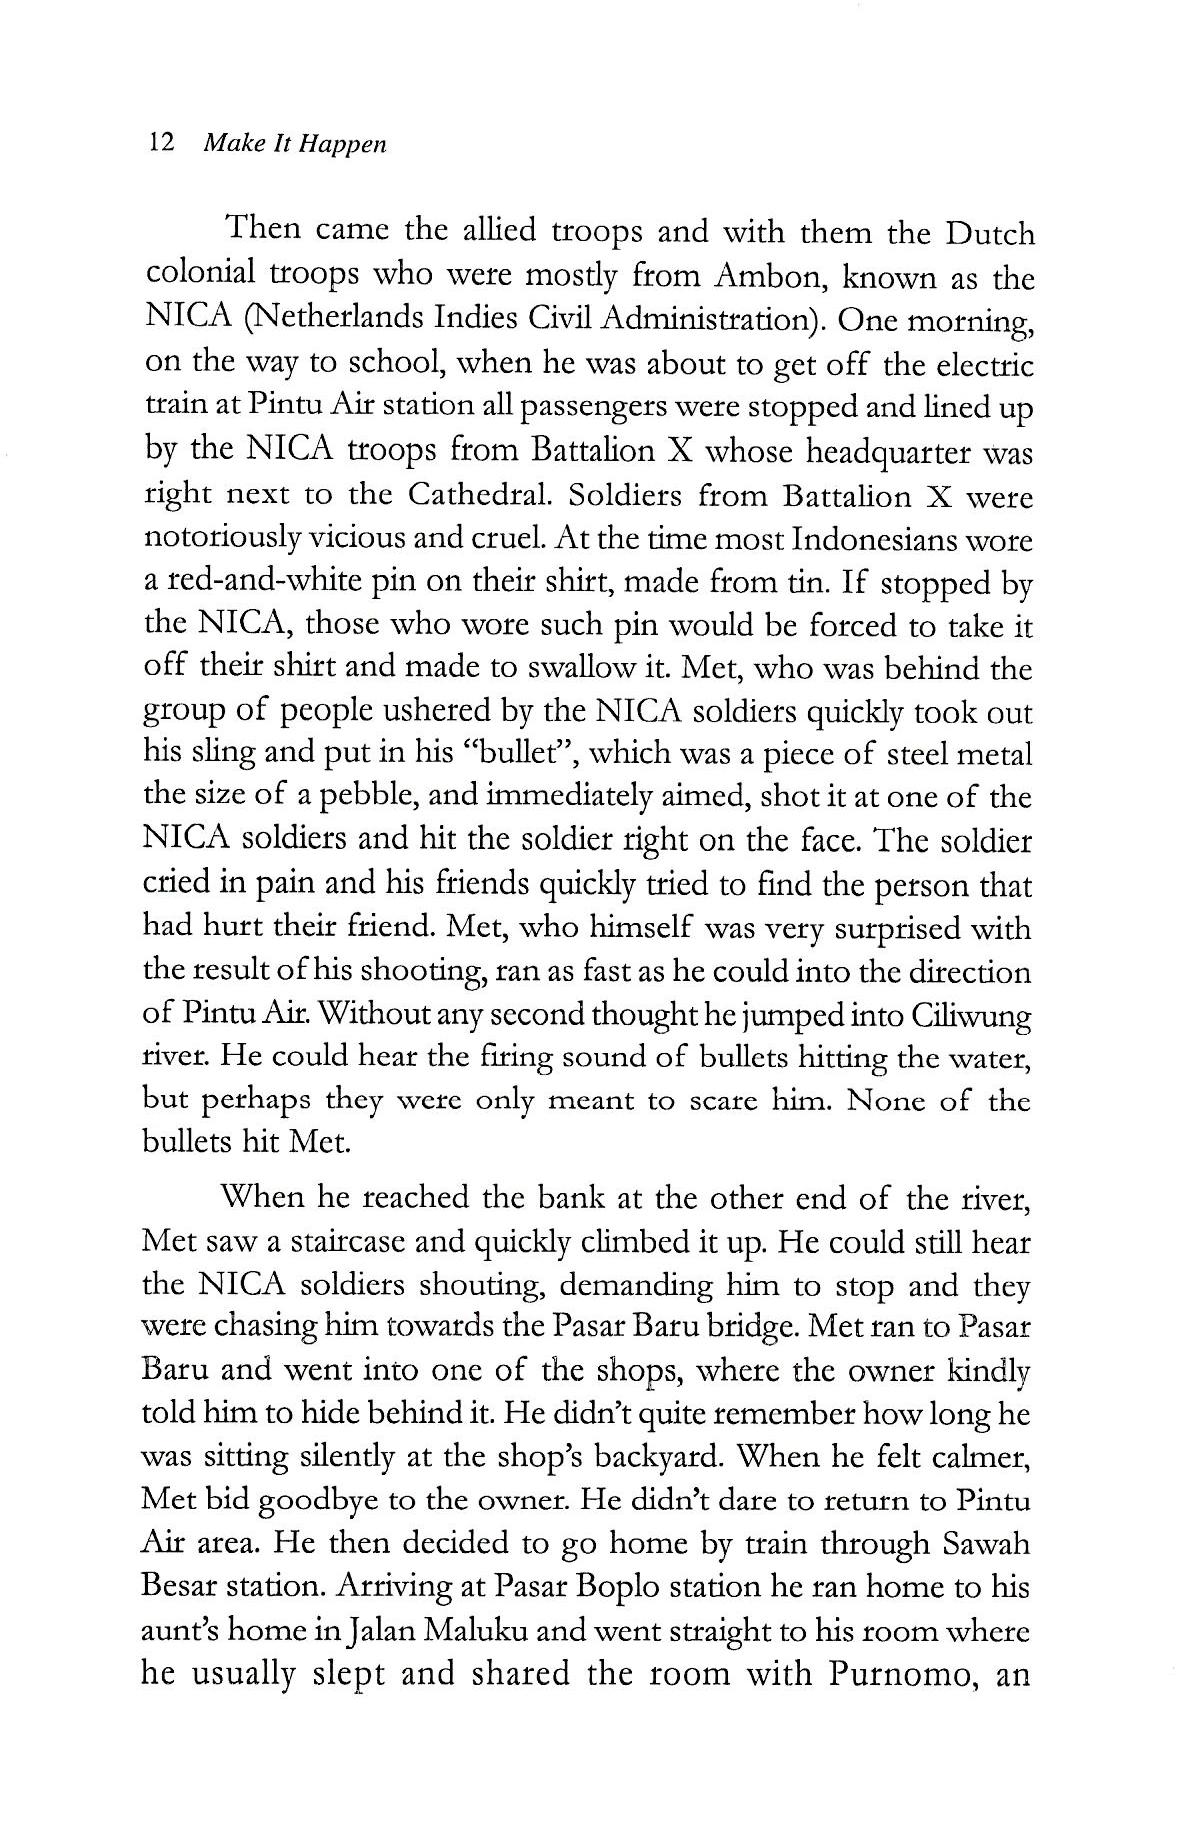 12 Make It Happen
Then came the allied troops and with them the Dutch
colonial troops who were mostly from Ambon, known as the
NICA (Netherlands Indies Civil Administration). One morning,
on the way to school, when he was about to get off the electric
train at Pintu Air station all passengers were stopped and lined up
by the NICA troops from Battalion X whose headquarter was
right next to the Cathedral. Soldiers from Battalion X were
notoriously vicious and cruel. At the time most Indonesians wore
a red-and-white pin on their shirt, made from tin. If stopped by
the NICA, those who wore such pin would be forced to take it
off their shirt and made to swallow it. Met, who was behind the
group of people ushered by the NICA soldiers quickly took out
his sling and put in his “bullet”, which was a piece of steel metal
the size of a pebble, and immediately aimed, shot it at one of the
NICA soldiers and hit the soldier right on the face. The soldier
cried in pain and his friends quickly tried to find the person that
had hurt their friend. Met, who himself was very surprised with
the result of his shooting, ran as fast as he could into the direction
of Pintu Air. Without any second thought he jumped into Ciliwung
river. He could hear the firing sound of bullets hitting the water,
but perhaps they were only meant to scare him. None of the
bullets hit Met.
When he reached the bank at the other end of the river,
Met saw a staircase and quickly climbed it up. He could still hear
the NICA soldiers shouting, demanding him to stop and they
were chasing him towards the Pasar Baru bridge. Met ran to Pasar
Baru and went into one of the shops, where the owner kindly
told him to hide behind it. He didn’t quite remember how long he
was sitting silently at the shop’s backyard. When he felt calmer,
Met bid goodbye to the owner. He didn’t dare to return to Pintu
Air area. He then decided to go home by train through Sawah
Besar station. Arriving at Pasar Boplo station he ran home to his
aunt’s home in Jalan Maluku and went straight to his room where
he usually slept and shared the room with Purnomo, an